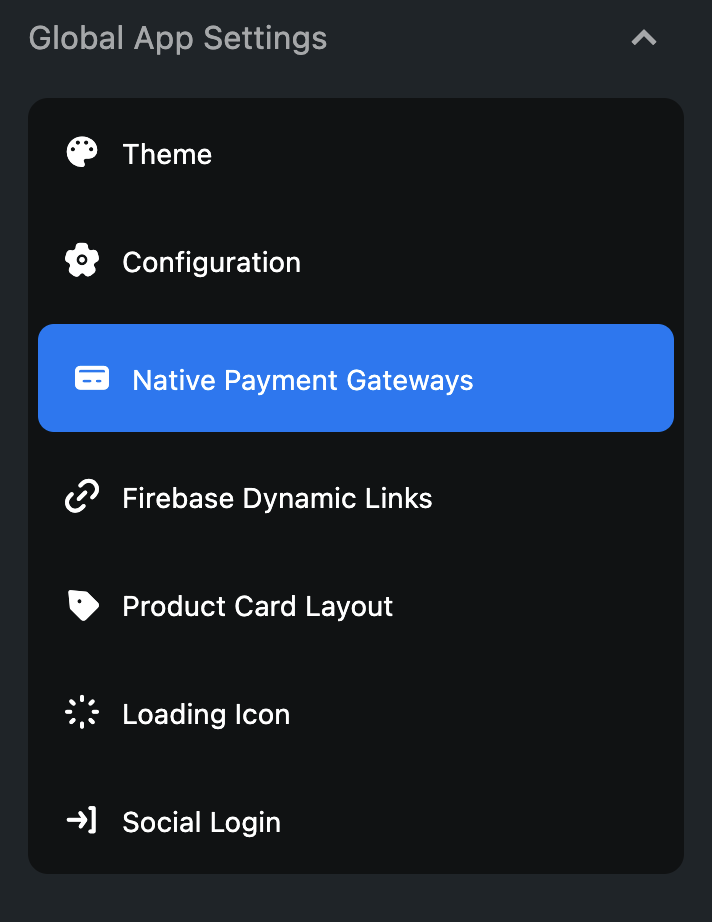 Global App Settings
Theme
Configuration
Native Payment Gateways
Firebase Dynamic Links
Product Card Layout
Loading Icon
Social Login